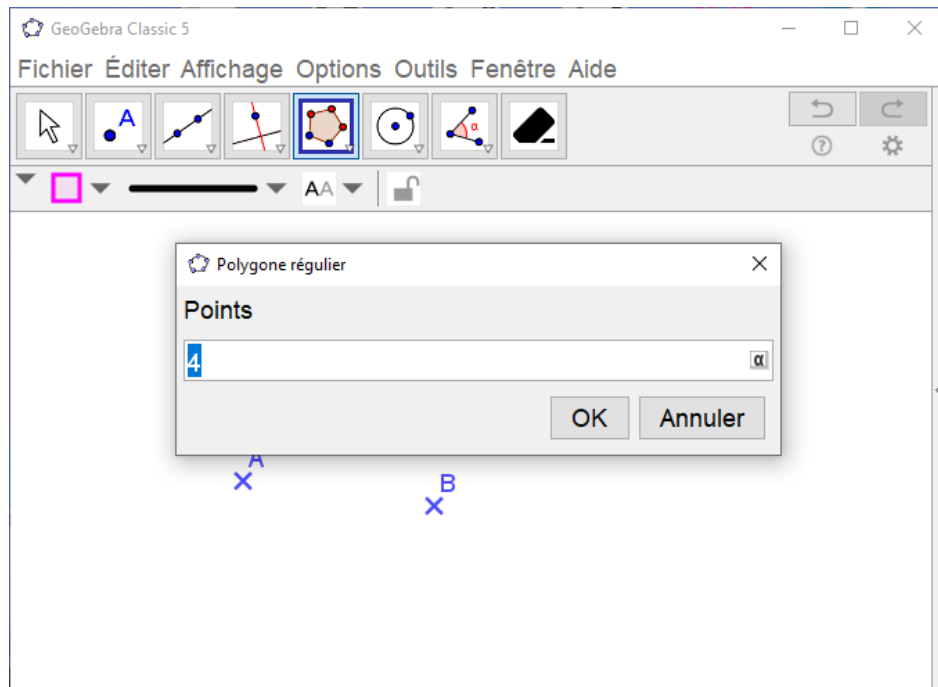 GeoGebra Classic 5
Fichier Éditer Affichage Options Outils Fenêtre Aide
A
α
?
AA
Polygone régulier
Points
4
α
OK Annuler
A
B